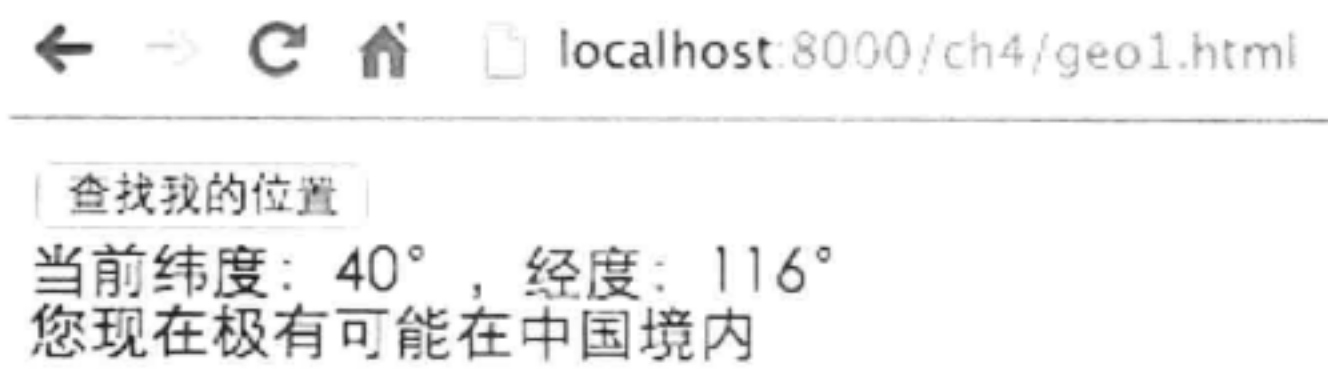 localhost:8000/ch4/geo1.html
查找我的位置
当前纬度：40°，经度：116°
您现在极有可能在中国境内